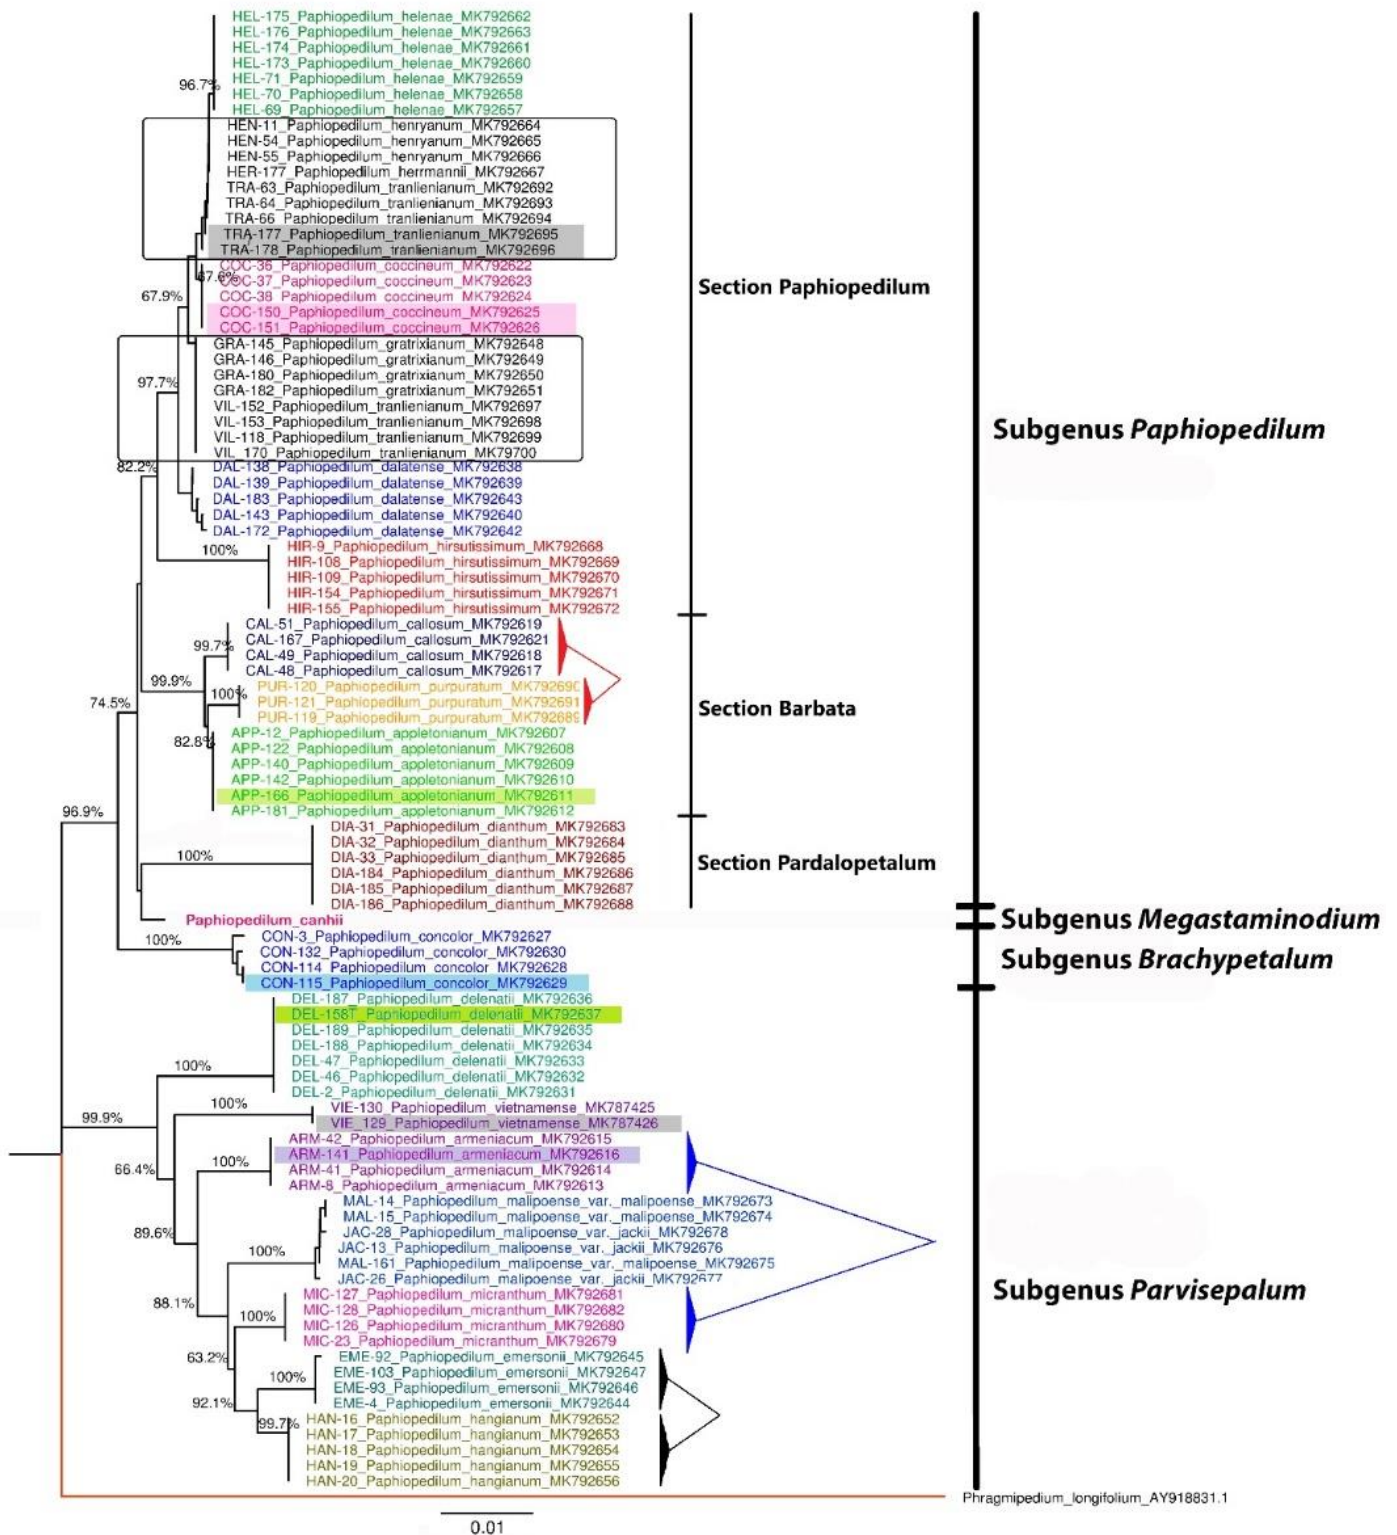 HEL-175_Paphiopedilum_helenae_MK792662
HEL-176_Paphiopedilum_helenae_MK792663
HEL-174_Paphiopedilum_helenae_MK792661
HEL-173_Paphiopedilum_helenae_MK792660
HEL-71_Paphiopedilum_helenae_MK792659
96.7%
HEL-70_Paphiopedilum_helenae_MK792658
HEL-69_Paphiopedilum_helenae_MK792657
HEN-11_Paphiopedilum_henryanum_MK792664
HEN-54_Paphiopedilum_henryanum_MK792665
HEN-55_Paphiopedilum_henryanum_MK792666
HER-177_Paphiopedilum_herrmannii_MK792667
TRA-63_Paphiopedilum_tranlienianum_MK792692
TRA-64_Paphiopedilum_tranlienianum_MK792693
TRA-66_Paphiopedilum_tranlienianum_MK792694
TRA-177_Paphiopedilum_tranlienianum_MK792695
TRA-178_Paphiopedilum_tranlienianum_MK792696
COC-36_Paphiopedilum_coccineum_MK792622
67.6%
COC-37_Paphiopedilum_coccineum_MK792623
Section Paphiopedilum
67.9%
COC-38_Paphiopedilum_coccineum_MK792624
COC-150_Paphiopedilum_coccineum_MK792625
COC-151_Paphiopedilum_coccineum_MK792626
GRA-145_Paphiopedilum_gratrixianum_MK792648
GRA-146_Paphiopedilum_gratrixianum_MK792649
GRA-180_Paphiopedilum_gratrixianum_MK792650
97.7%
GRA-182_Paphiopedilum_gratrixianum_MK792651
VIL-152_Paphiopedilum_tranlienianum_MK792697
VIL-153_Paphiopedilum_tranlienianum_MK792698
Subgenus Paphiopedilum
VIL-118_Paphiopedilum_tranlienianum_MK792699
VIL_170_Paphiopedilum_tranlienianum_MK79700
82.2%
DAL-138_Paphiopedilum_dalatense_MK792638
DAL-139_Paphiopedilum_dalatense_MK792639
DAL-183_Paphiopedilum_dalatense_MK792643
DAL-143_Paphiopedilum_dalatense_MK792640
DAL-172_Paphiopedilum_dalatense_MK792642
100%
HIR-9_Paphiopedilum_hirsutissimum_MK792668
HIR-108_Paphiopedilum_hirsutissimum_MK792669
HIR-109_Paphiopedilum_hirsutissimum_MK792670
HIR-154_Paphiopedilum_hirsutissimum_MK792671
HIR-155_Paphiopedilum_hirsutissimum_MK792672
CAL-51_Paphiopedilum_callosum_MK792619
99.7%
CAL-167_Paphiopedilum_callosum_MK792621
CAL-49_Paphiopedilum_callosum_MK792618
CAL-48_Paphiopedilum_callosum_MK792617
99.9%
PUR-120_Paphiopedilum_purpuratum_MK792690
100%
74.5%
PUR-121_Paphiopedilum_purpuratum_MK792691
Section Barbata
PUR-119_Paphiopedilum_purpuratum_MK792689
APP-12_Paphiopedilum_appletonianum_MK792607
82.8%
APP-122_Paphiopedilum_appletonianum_MK792608
APP-140_Paphiopedilum_appletonianum_MK792609
APP-142_Paphiopedilum_appletonianum_MK792610
APP-166_Paphiopedilum_appletonianum_MK792611
96.9%
APP-181_Paphiopedilum_appletonianum_MK792612
DIA-31_Paphiopedilum_dianthum_MK792683
DIA-32_Paphiopedilum_dianthum_MK792684
100%
DIA-33_Paphiopedilum_dianthum_MK792685
Section Pardalopetalum
DIA-184_Paphiopedilum_dianthum_MK792686
DIA-185_Paphiopedilum_dianthum_MK792687
DIA-186_Paphiopedilum_dianthum_MK792688
Paphiopedilum_canhii
Subgenus Megastaminodium
100%
CON-3_Paphiopedilum_concolor_MK792627
CON-132_Paphiopedilum_concolor_MK792630
Subgenus Brachypetalum
CON-114_Paphiopedilum_concolor_MK792628
CON-115_Paphiopedilum_concolor_MK792629
DEL-187_Paphiopedilum_delenatii_MK792636
DEL-158T_Paphiopedilum_delenatii_MK792637
DEL-189_Paphiopedilum_delenatii_MK792635
DEL-188_Paphiopedilum_delenatii_MK792634
100%
DEL-47_Paphiopedilum_delenatii_MK792633
DEL-46_Paphiopedilum_delenatii_MK792632
DEL-2_Paphiopedilum_delenatii_MK792631
100%
VIE-130_Paphiopedilum_vietnamense_MK787425
99.9%
VIE_129_Paphiopedilum_vietnamense_MK787426
ARM-42_Paphiopedilum_armeniacum_MK792615
100%
ARM-141_Paphiopedilum_armeniacum_MK792616
66.4%
ARM-41_Paphiopedilum_armeniacum_MK792614
ARM-8_Paphiopedilum_armeniacum_MK792613
MAL-14_Paphiopedilum_malipoense_var._malipoense_MK792673
MAL-15_Paphiopedilum_malipoense_var._malipoense_MK792674
89.6%
JAC-28_Paphiopedilum_malipoense_var._jackii_MK792678
100%
JAC-13_Paphiopedilum_malipoense_var._jackii_MK792676
MAL-161_Paphiopedilum_malipoense_var._malipoense_MK792675
JAC-26_Paphiopedilum_malipoense_var._jackii_MK792677
Subgenus Parvisepalum
88.1%
MIC-127_Paphiopedilum_micranthum_MK792681
100%
MIC-128_Paphiopedilum_micranthum_MK792682
MIC-126_Paphiopedilum_micranthum_MK792680
MIC-23_Paphiopedilum_micranthum_MK792679
63.2%
EME-92_Paphiopedilum_emersonii_MK792645
100%
EME-103_Paphiopedilum_emersonii_MK792647
EME-93_Paphiopedilum_emersonii_MK792646
92.1%
EME-4_Paphiopedilum_emersonii_MK792644
99.7%
HAN-16_Paphiopedilum_hangianum_MK792652
HAN-17_Paphiopedilum_hangianum_MK792653
HAN-18_Paphiopedilum_hangianum_MK792654
HAN-19_Paphiopedilum_hangianum_MK792655
HAN-20_Paphiopedilum_hangianum_MK792656
Phragmipedium_longifolium_AY918831.1
0.01